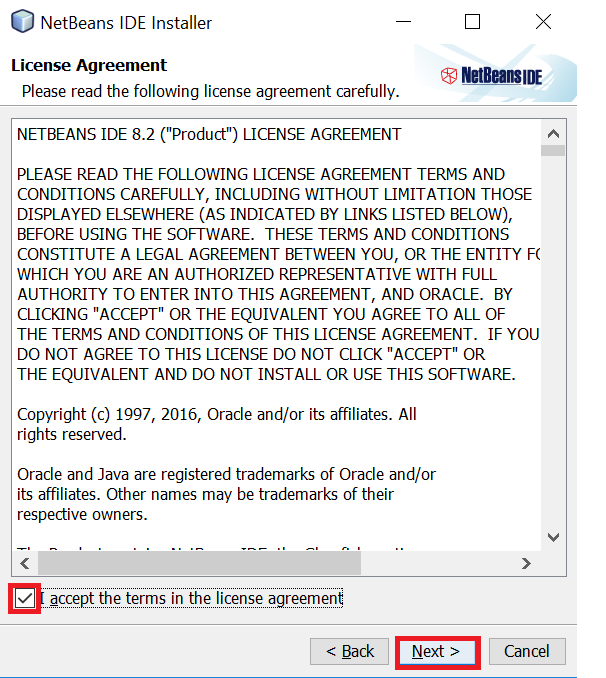 NetBeans IDE Installer
License Agreement
Please read the following license agreement carefully.
NetBeans IDE
NETBEANS IDE 8.2 ("Product") LICENSE AGREEMENT
PLEASE READ THE FOLLOWING LICENSE AGREEMENT TERMS AND
CONDITIONS CAREFULLY, INCLUDING WITHOUT LIMITATION THOSE
DISPLAYED ELSEWHERE (AS INDICATED BY LINKS LISTED BELOW),
BEFORE USING THE SOFTWARE.  THESE TERMS AND CONDITIONS
CONSTITUTE A LEGAL AGREEMENT BETWEEN YOU, OR THE ENTITY
WHICH YOU ARE AN AUTHORIZED REPRESENTATIVE WITH FULL
AUTHORITY TO ENTER INTO THIS AGREEMENT, AND ORACLE.  BY
CLICKING "ACCEPT" OR THE EQUIVALENT YOU AGREE TO ALL OF
THE TERMS AND CONDITIONS OF THIS LICENSE AGREEMENT.  IF YOU
DO NOT AGREE TO THIS LICENSE DO NOT CLICK "ACCEPT" OR
THE EQUIVALENT AND DO NOT INSTALL OR USE THIS SOFTWARE.
Copyright (c) 1997, 2016, Oracle and/or its affiliates. All
rights reserved.
Oracle and Java are registered trademarks of Oracle and/or
its affiliates. Other names may be trademarks of their
respective owners.
I accept the terms in the license agreement
< Back
Next >
Cancel